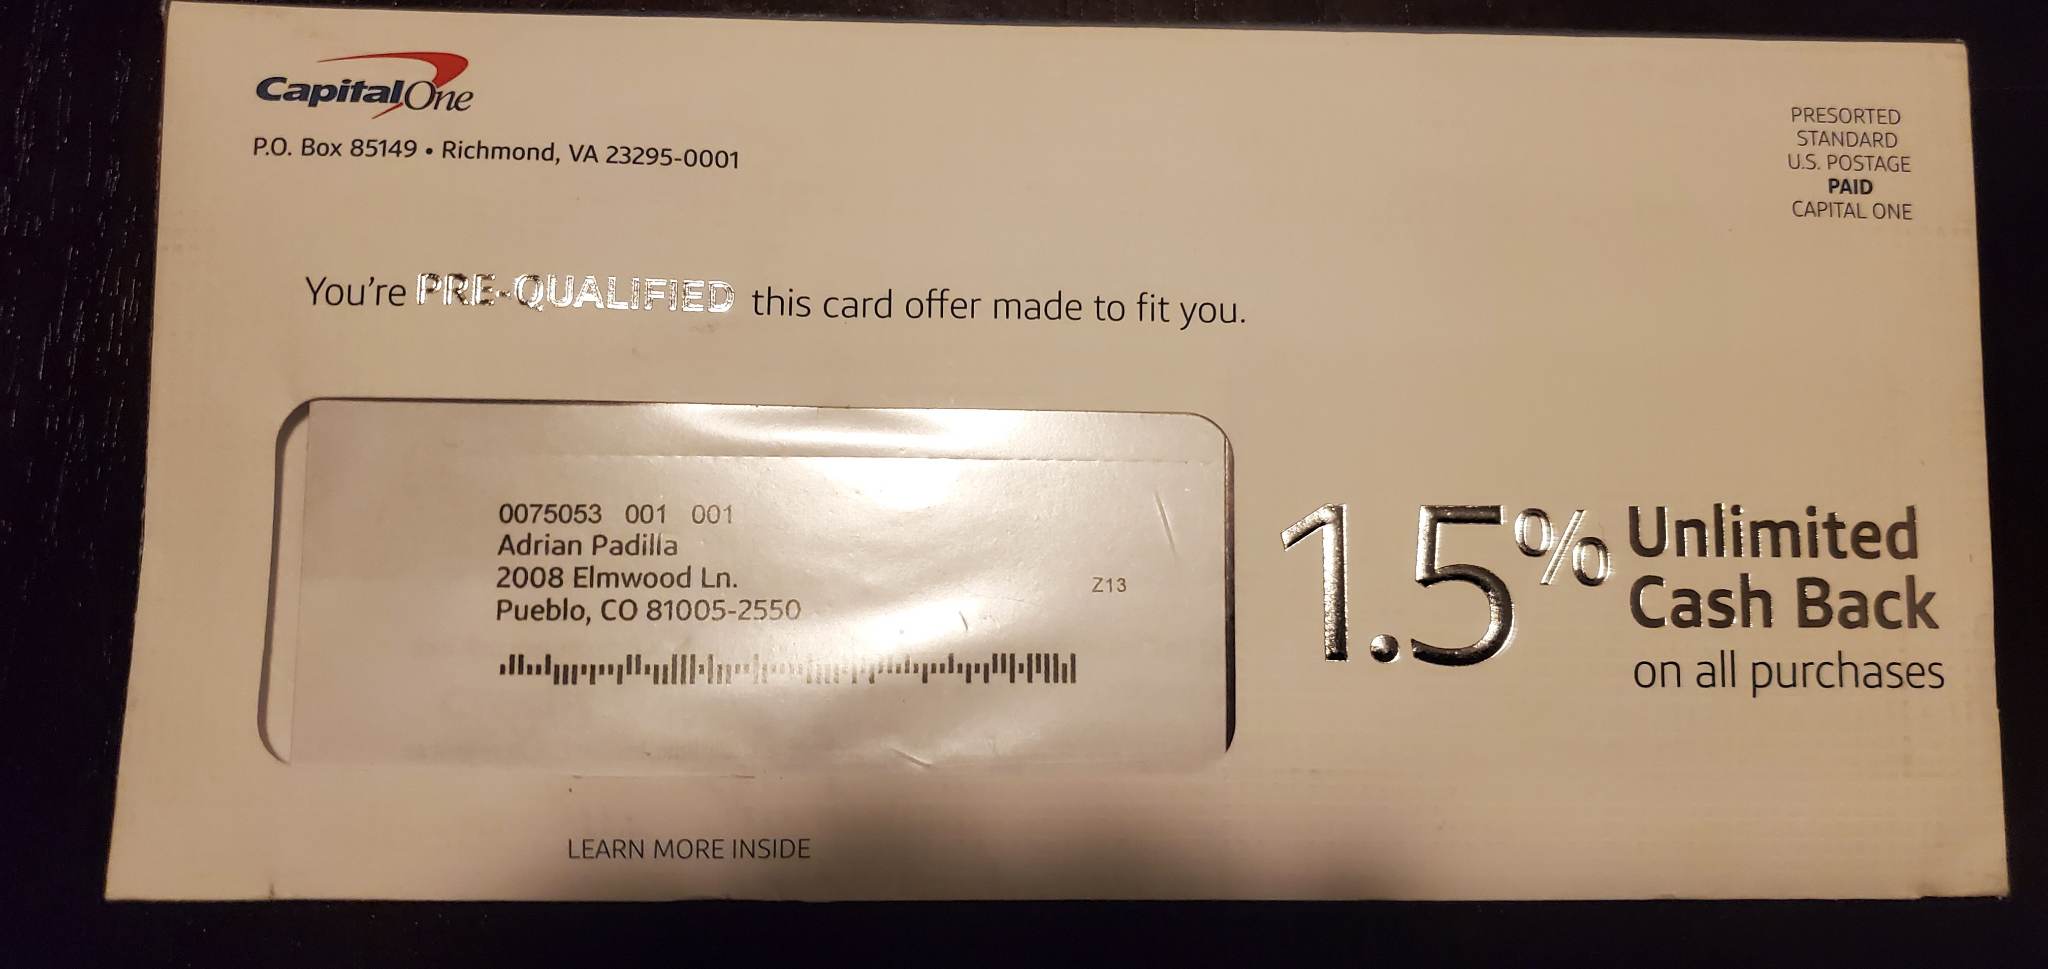 CapitalOne
P.O. Box 85149 • Richmond, VA 23295-0001
PRESORTED
STANDARD
U.S. POSTAGE
PAID
CAPITAL ONE
You're PRE-QUALIFIED this card offer made to fit you.
0075053 001 001
Adrian Padilla
2008 Elmwood Ln.
Pueblo, CO 81005-2550
Z13
1.5% Unlimited
Cash Back
on all purchases
LEARN MORE INSIDE